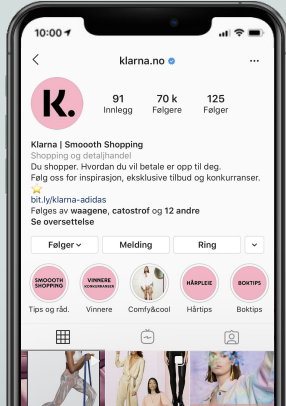 10:00
klarna.no
K.
91 70 k 125
Innlegg Følgere Følger
Klarna | Smoooth Shopping
Shopping og detaljhandel
Du shopper. Hvordan du vil betale er opp til deg.
Følg oss for inspirasjon, eksklusive tilbud og konkurranser.
bit.ly/klarna-adidas
Følges av waagene, catostrof og 12 andre
Se oversettelse
Følger Melding Ring
SMOOOTH
SHOPPING
VINNERE
KONKURRANSER
HÅRPLEIE
BOKTIPS
Tips og råd. Vinnere Comfy&cool Hårtips Boktips